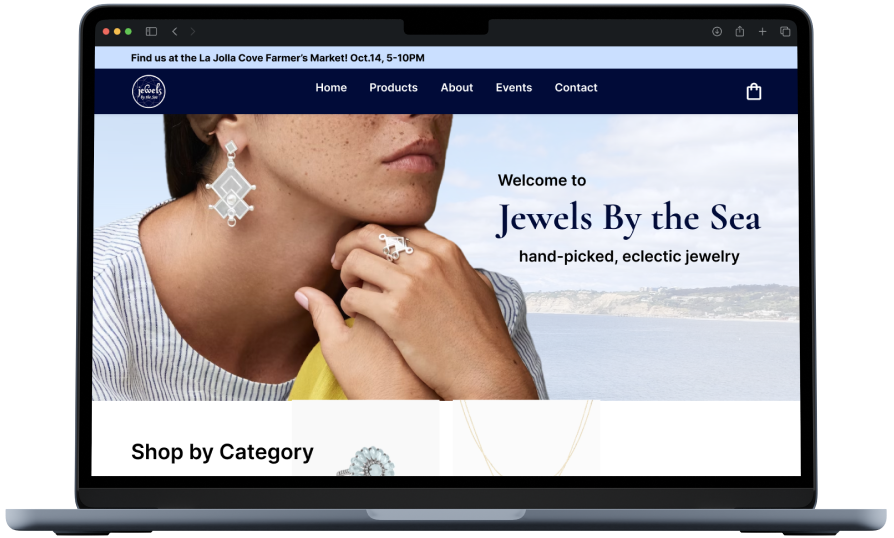 Find us at the La Jolla Cove Farmer's Market! Oct.14, 5-10PM
jewels
by the Sea
Home Products About Events Contact
Welcome to
Jewels By the Sea
hand-picked, eclectic jewelry
Shop by Category